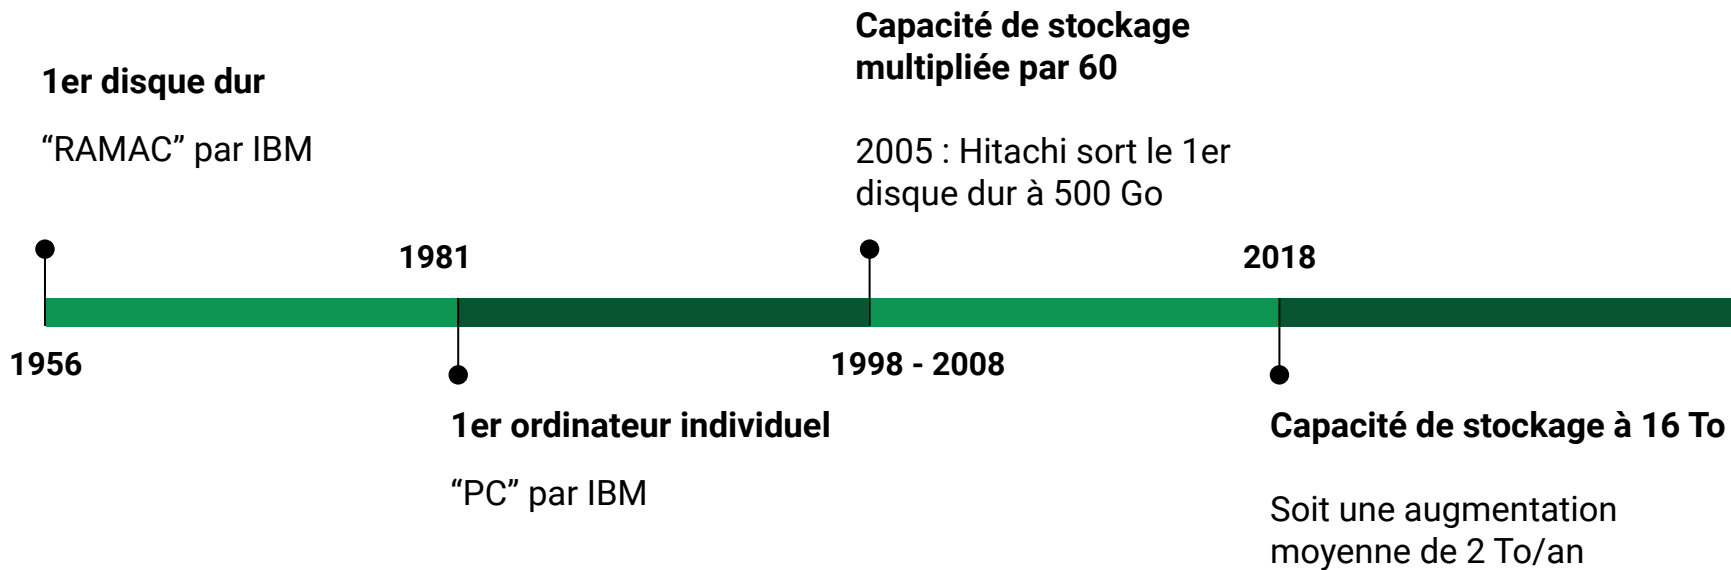 1er disque dur
“RAMAC” par IBM
1956
1981
1er ordinateur individuel
“PC” par IBM
Capacité de stockage
multipliée par 60
2005 : Hitachi sort le 1er
disque dur à 500 Go
1998 - 2008
2018
Capacité de stockage à 16 To
Soit une augmentation
moyenne de 2 To/an